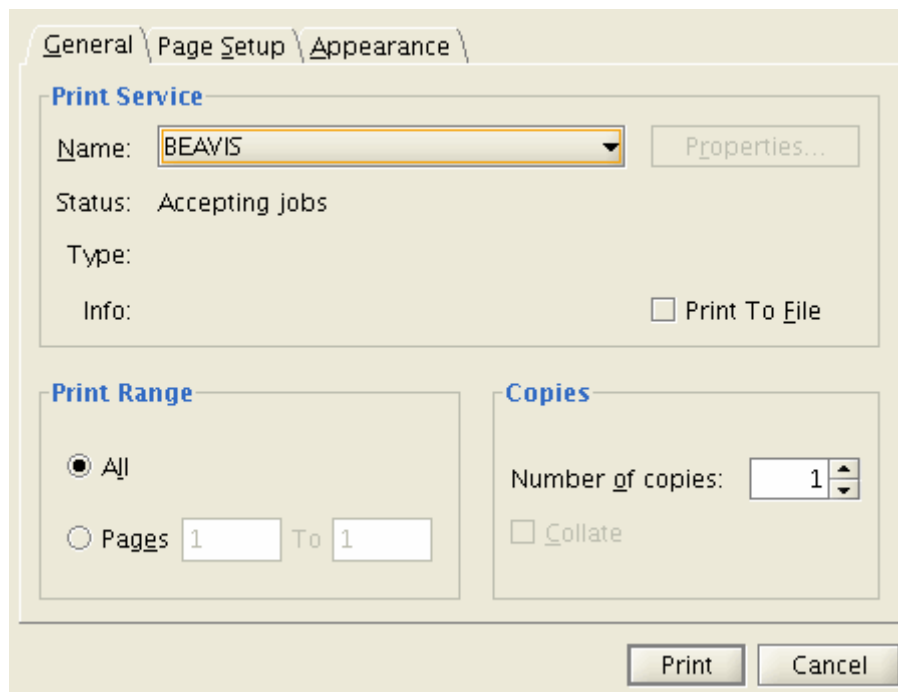 General Page Setup Appearance
Print Service
Name: BEAVIS Properties...
Status: Accepting jobs
Type:
Info: Print To File
Print Range Copies
All Number of copies: 1
Pages 1 To 1 Collate
Print Cancel